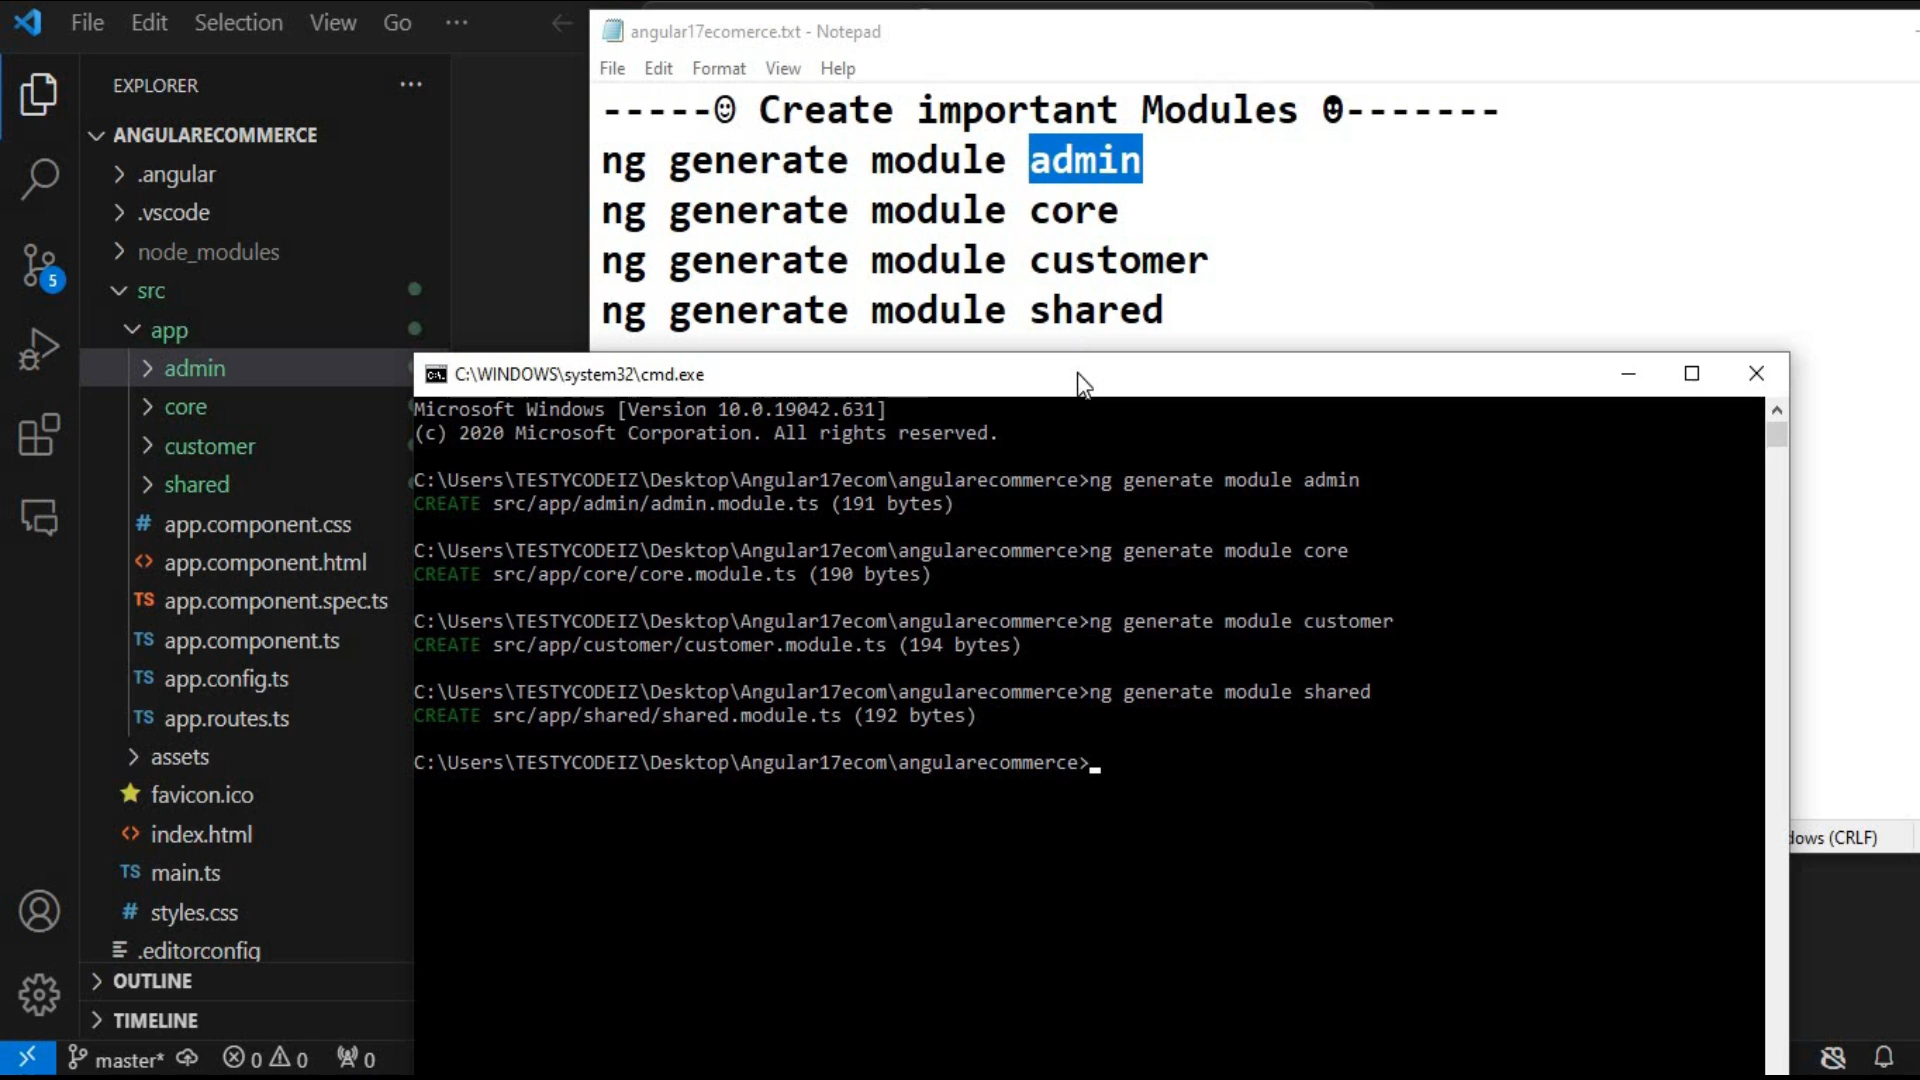 File Edit Selection View Go ···
EXPLORER ···
ANGULARECOMMERCE
.angular
.vscode
node_modules
5
src
app
admin
core
customer
shared
# app.component.css
<> app.component.html
TS app.component.spec.ts
TS app.component.ts
TS app.config.ts
TS app.routes.ts
assets
favicon.ico
<> index.html
TS main.ts
# styles.css
.editorconfig
OUTLINE
TIMELINE
master* 0 0 0
angular17ecomerce.txt - Notepad
File Edit Format View Help
-----☺ Create important Modules ☻-------
ng generate module admin
ng generate module core
ng generate module customer
ng generate module shared
C:\WINDOWS\system32\cmd.exe
Microsoft Windows [Version 10.0.19042.631]
(c) 2020 Microsoft Corporation. All rights reserved.
C:\Users\TESTYCODEIZ\Desktop\Angular17ecom\angularecommerce>ng generate module admin
CREATE src/app/admin/admin.module.ts (191 bytes)
C:\Users\TESTYCODEIZ\Desktop\Angular17ecom\angularecommerce>ng generate module core
CREATE src/app/core/core.module.ts (190 bytes)
C:\Users\TESTYCODEIZ\Desktop\Angular17ecom\angularecommerce>ng generate module customer
CREATE src/app/customer/customer.module.ts (194 bytes)
C:\Users\TESTYCODEIZ\Desktop\Angular17ecom\angularecommerce>ng generate module shared
CREATE src/app/shared/shared.module.ts (192 bytes)
C:\Users\TESTYCODEIZ\Desktop\Angular17ecom\angularecommerce>
(CRLF)